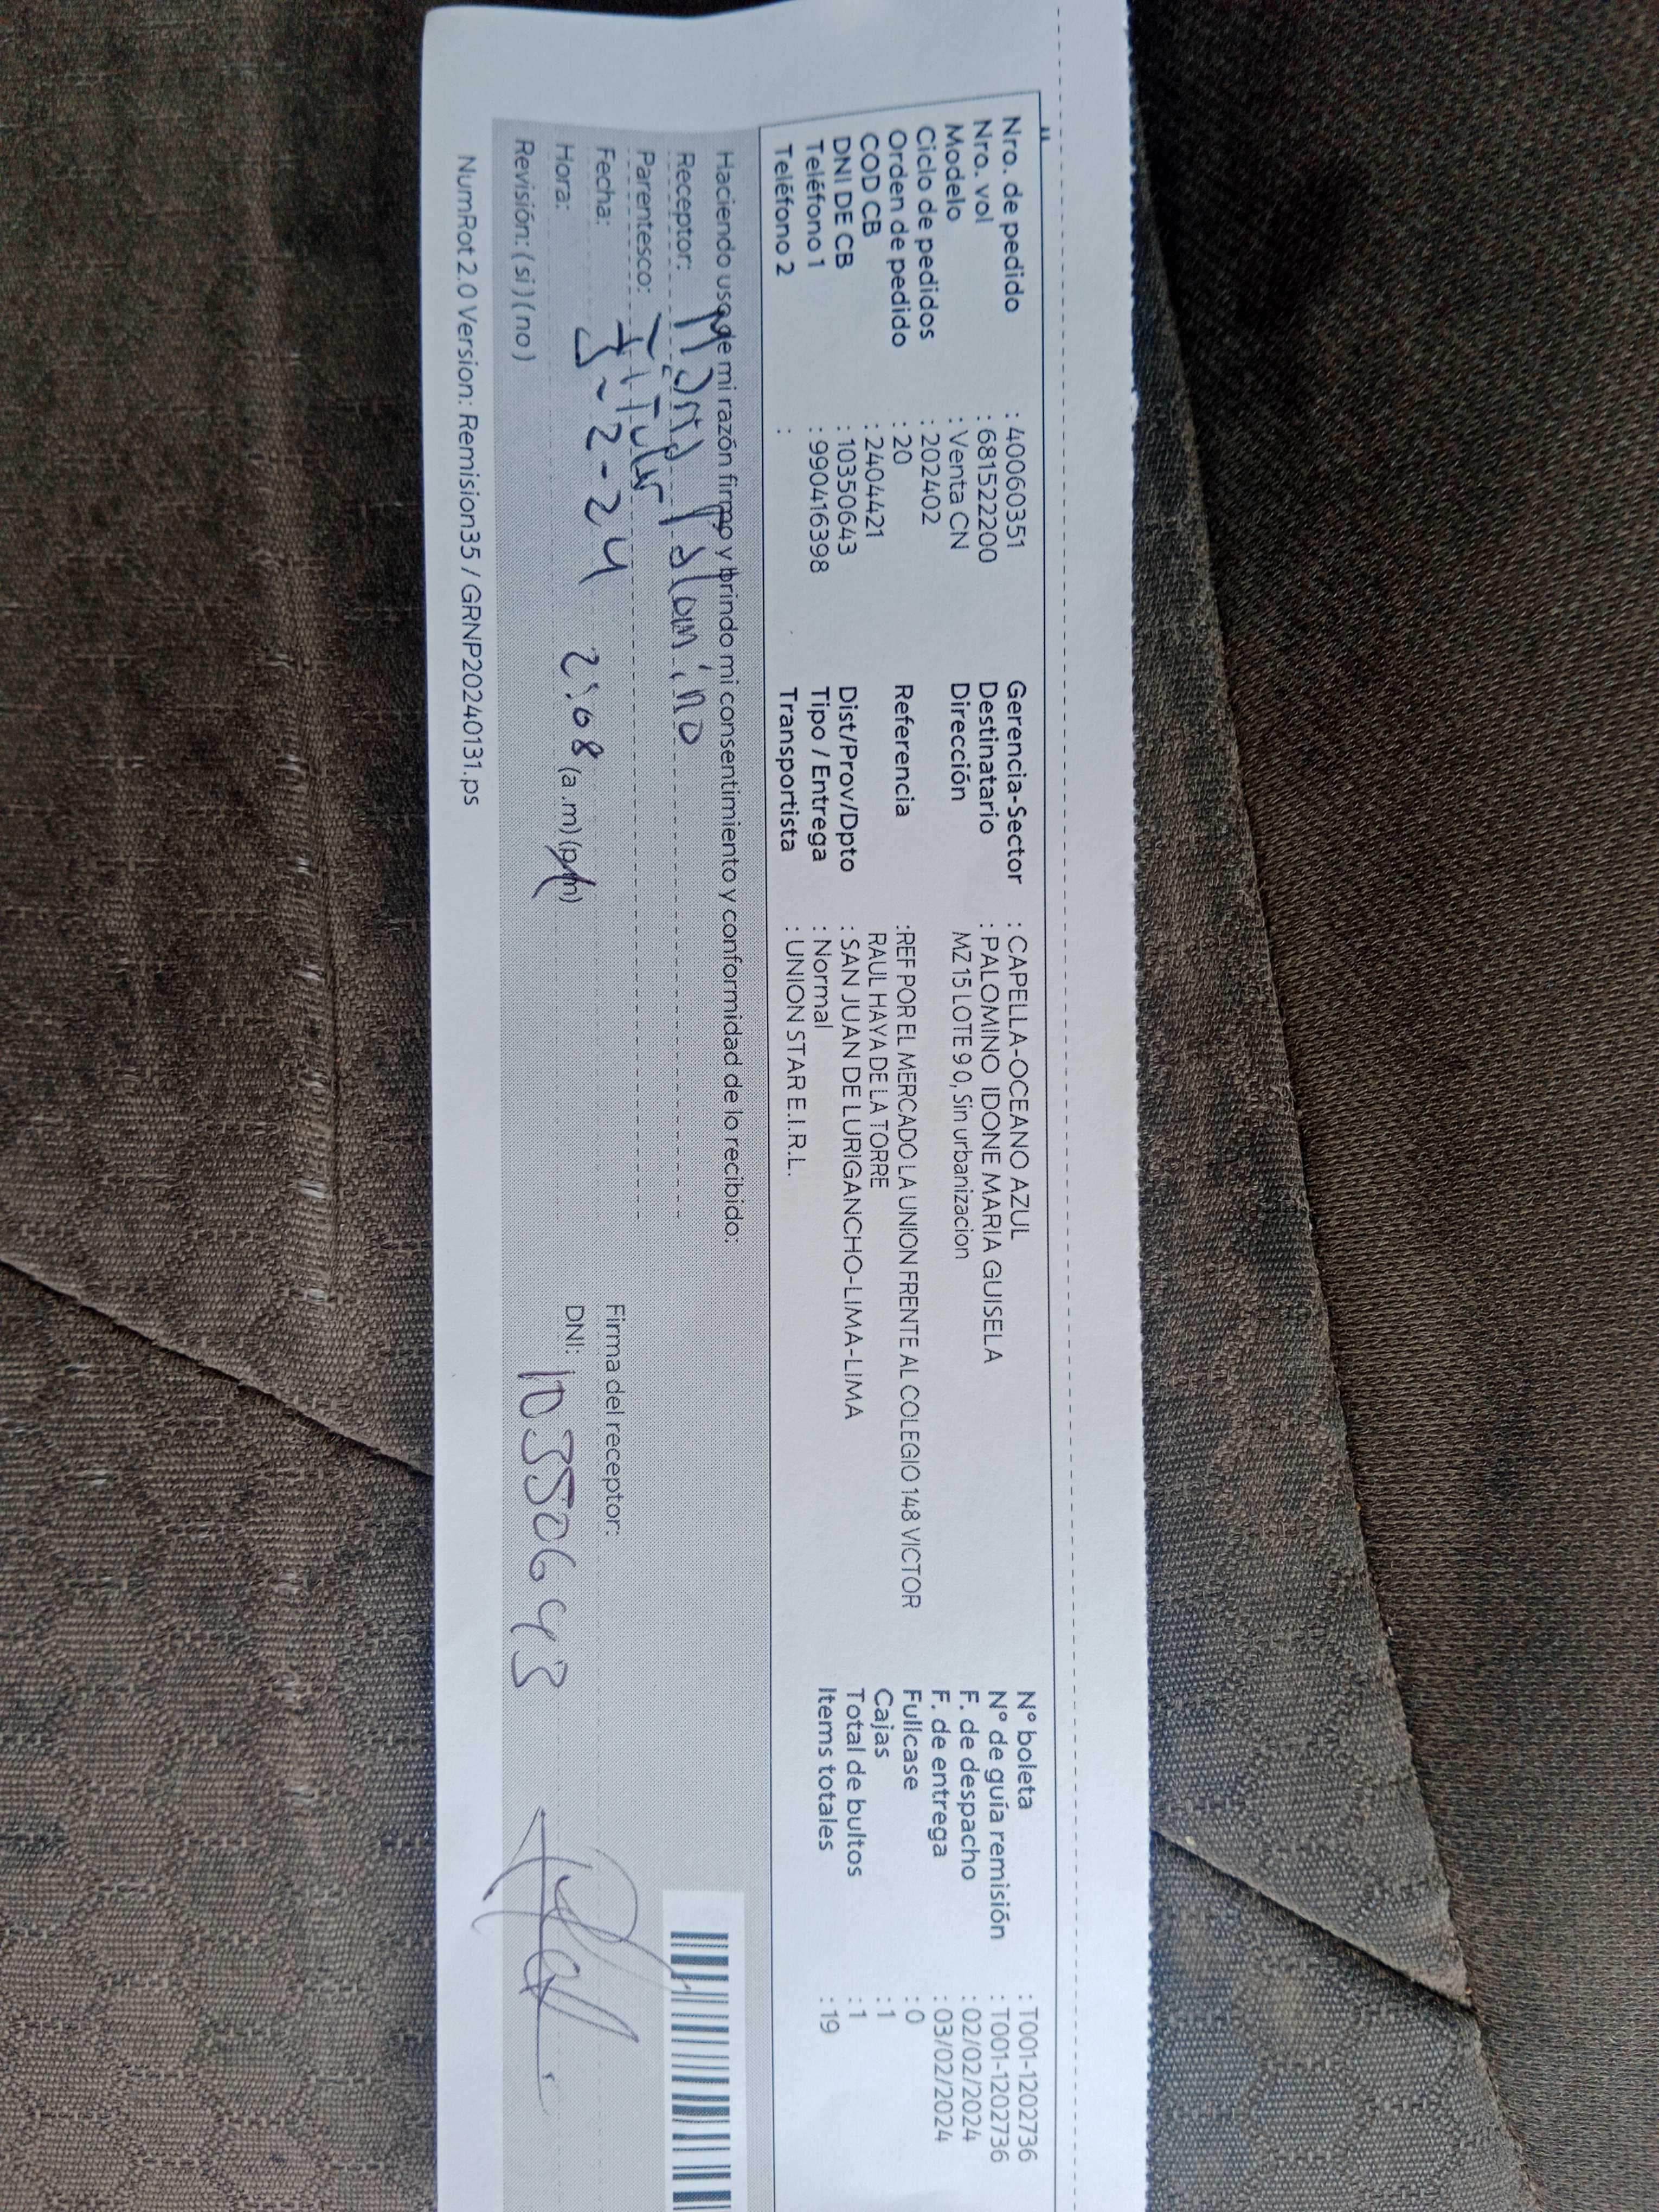 Nro. de pedido : 40060351
Nro. vol : 681522200
Modelo : Venta CN
Ciclo de pedidos : 202402
Orden de pedido : 20
COD CB : 2404421
DNI DE CB : 10350643
Teléfono 1 : 990416398
Teléfono 2 :
Gerencia-Sector : CAPELLA-OCEANO AZUL
Destinatario : PALOMINO IDONE MARIA GUISELA
Dirección MZ 15 LOTE 9 0, Sin urbanizacion
Referencia :REF POR EL MERCADO LA UNION FRENTE AL COLEGIO 148 VICTOR
RAUL HAYA DE LA TORRE
Dist/Prov/Dpto : SAN JUAN DE LURIGANCHO-LIMA-LIMA
Tipo / Entrega : Normal
Transportista : UNION STAR E.I.R.L.
N° boleta : T001-1202736
N° de guía remisión : T001-1202736
F. de despacho : 02/02/2024
F. de entrega : 03/02/2024
Fullcase : 0
Cajas : 1
Total de bultos : 1
Items totales : 19
Haciendo uso de mi razón firmo y brindo mi consentimiento y conformidad de lo recibido:
Receptor: María Palomino
Parentesco: Titular
Fecha: 3-2-24
Hora: 2:08 (a.m) (p.m)
Revisión: ( si ) ( no )
Firma del receptor:
DNI: 10350643
NumRot 2.0 Version: Remision35 / GRNP20240131.ps